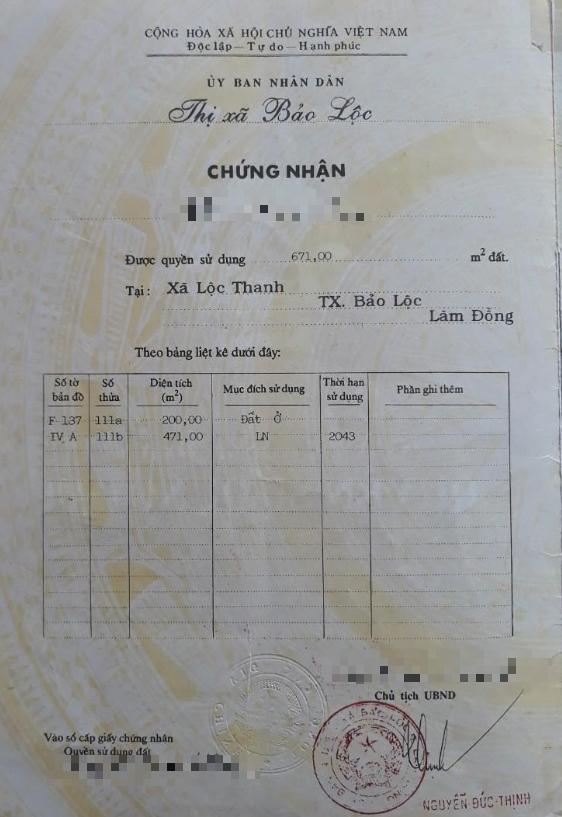 CỘNG HÒA XÃ HỘI CHỦ NGHĨA VIỆT NAM
Độc lập — Tự do — Hạnh phúc
ỦY BAN NHÂN DÂN
Thị xã Bảo Lộc
CHỨNG NHẬN
Được quyền sử dụng 671,00 m² đất.
Tại: Xã Lộc Thanh
TX. Bảo Lộc
Lâm Đồng
Theo bảng liệt kê dưới đây:
Số tờ bản đồ Số thửa Diện tích (m²) Mục đích sử dụng Thời hạn sử dụng Phần ghi thêm
F 137 111a 200,00 Đất Ở
IV A 111b 471,00 LN 2043
Chủ tịch UBND
Vào sổ cấp giấy chứng nhận
Quyền sử dụng đất
NGUYỄN ĐỨC THỊNH